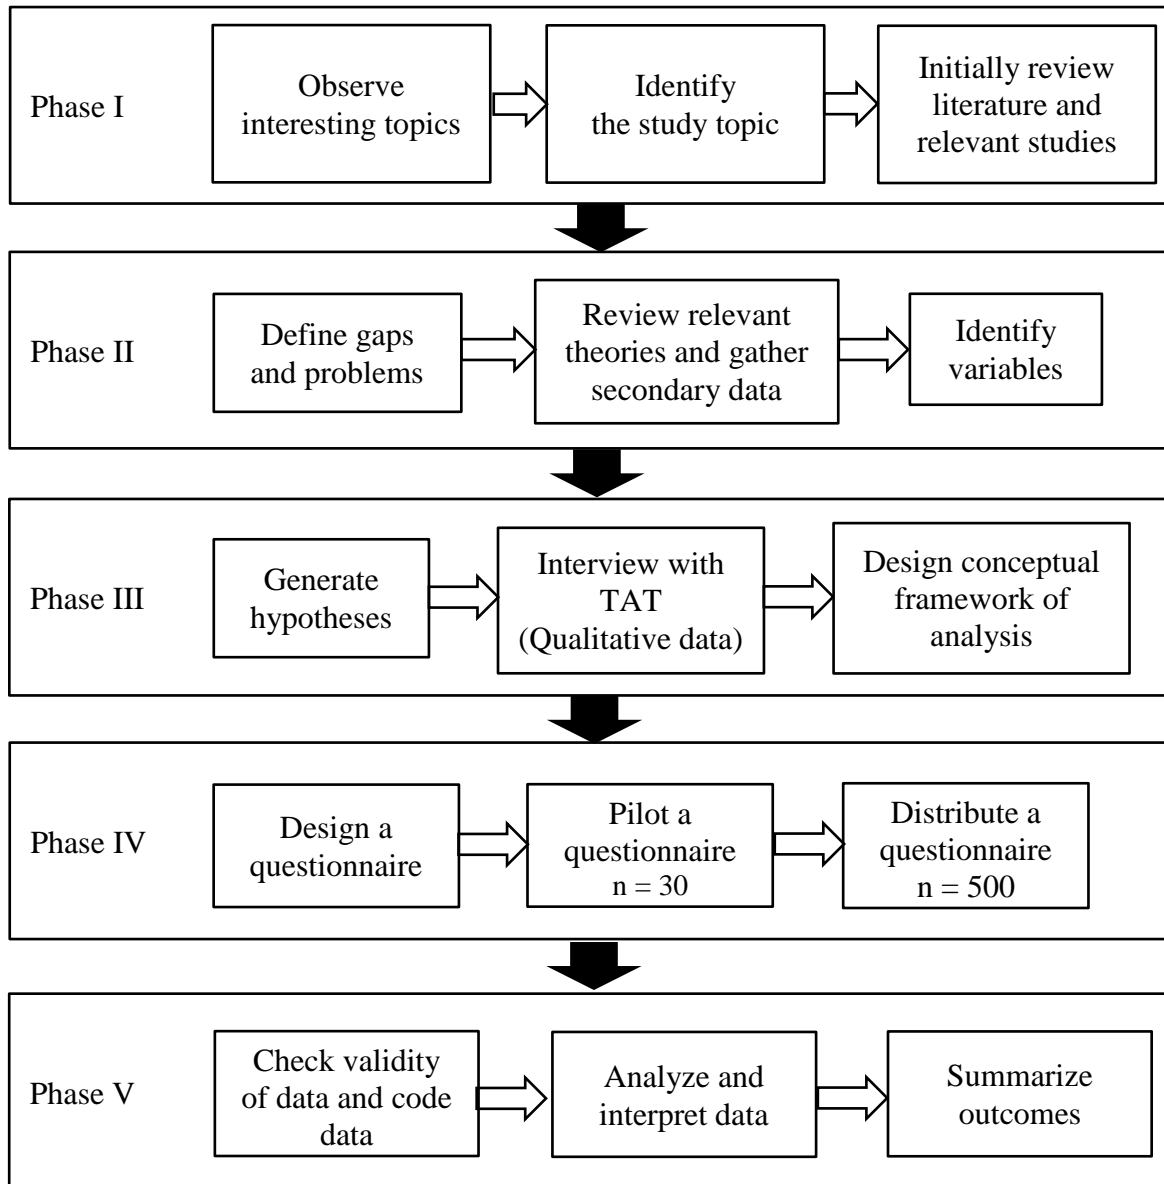 Phase I
Observe
interesting topics
Identify
the study topic
Initially review
literature and
relevant studies
Phase II
Define gaps
and problems
Review relevant
theories and gather
secondary data
Identify
variables
Phase III
Generate
hypotheses
Interview with
TAT
(Qualitative data)
Design conceptual
framework of
analysis
Phase IV
Design a
questionnaire
Pilot a
questionnaire
n = 30
Distribute a
questionnaire
n = 500
Phase V
Check validity
of data and code
data
Analyze and
interpret data
Summarize
outcomes